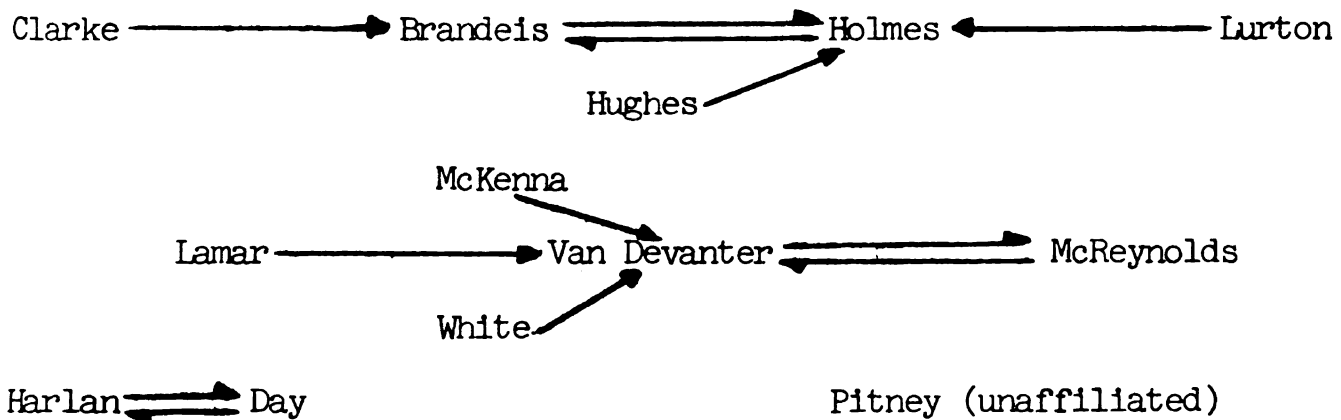 Clarke Brandeis Holmes Lurton
Hughes
McKenna
Lamar Van Devanter McReynolds
White
Harlan Day Pitney (unaffiliated)